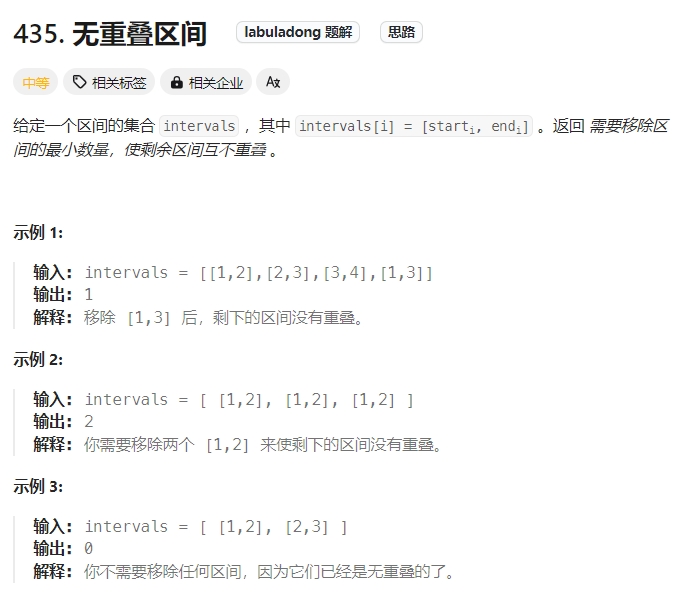 435. 无重叠区间 labuladong 题解 思路
中等 相关标签 相关企业 Az
给定一个区间的集合 intervals ，其中 intervals[i] = [starti, endi] 。返回 需要移除区
间的最小数量，使剩余区间互不重叠 。
示例 1:
输入: intervals = [[1,2],[2,3],[3,4],[1,3]]
输出: 1
解释: 移除 [1,3] 后，剩下的区间没有重叠。
示例 2:
输入: intervals = [ [1,2], [1,2], [1,2] ]
输出: 2
解释: 你需要移除两个 [1,2] 来使剩下的区间没有重叠。
示例 3:
输入: intervals = [ [1,2], [2,3] ]
输出: 0
解释: 你不需要移除任何区间，因为它们已经是无重叠的了。